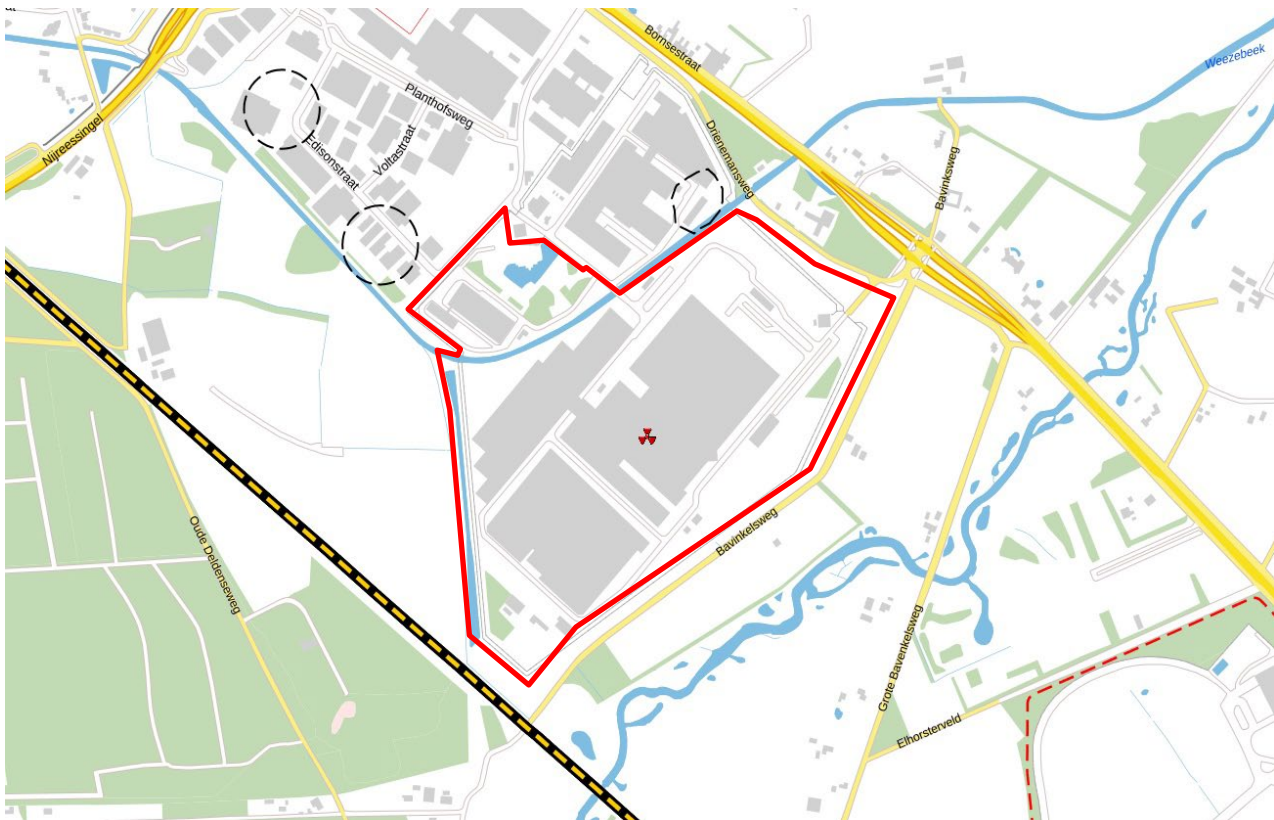 Bornsestraat
Weezebeek
Planthofsweg
Nijreessingel
Voltastraat
Edisonstraat
Drienemansweg
Bavinksweg
Oude Deldenseweg
Bavinkelsweg
Grote Bavenkelsweg
Elhorsterveld